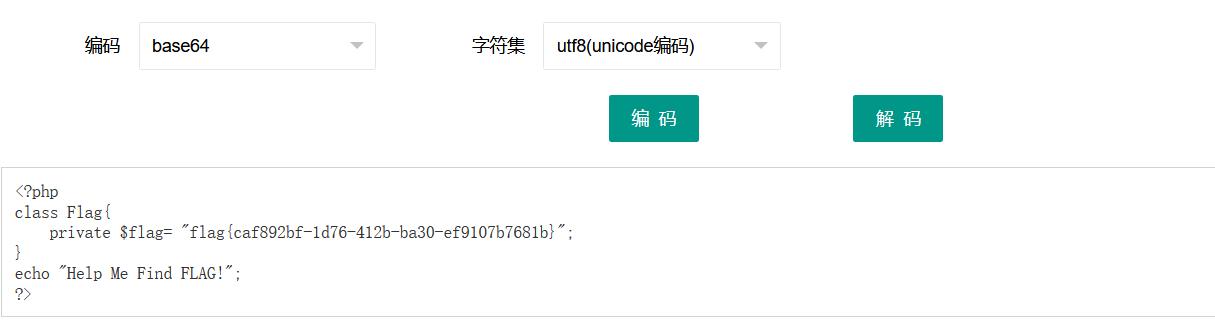 编码 base64 字符集 utf8(unicode编码)
编 码 解 码
<?php
class Flag{
    private $flag= "flag{caf892bf-1d76-412b-ba30-ef9107b7681b}";
}
echo "Help Me Find FLAG!";
?>